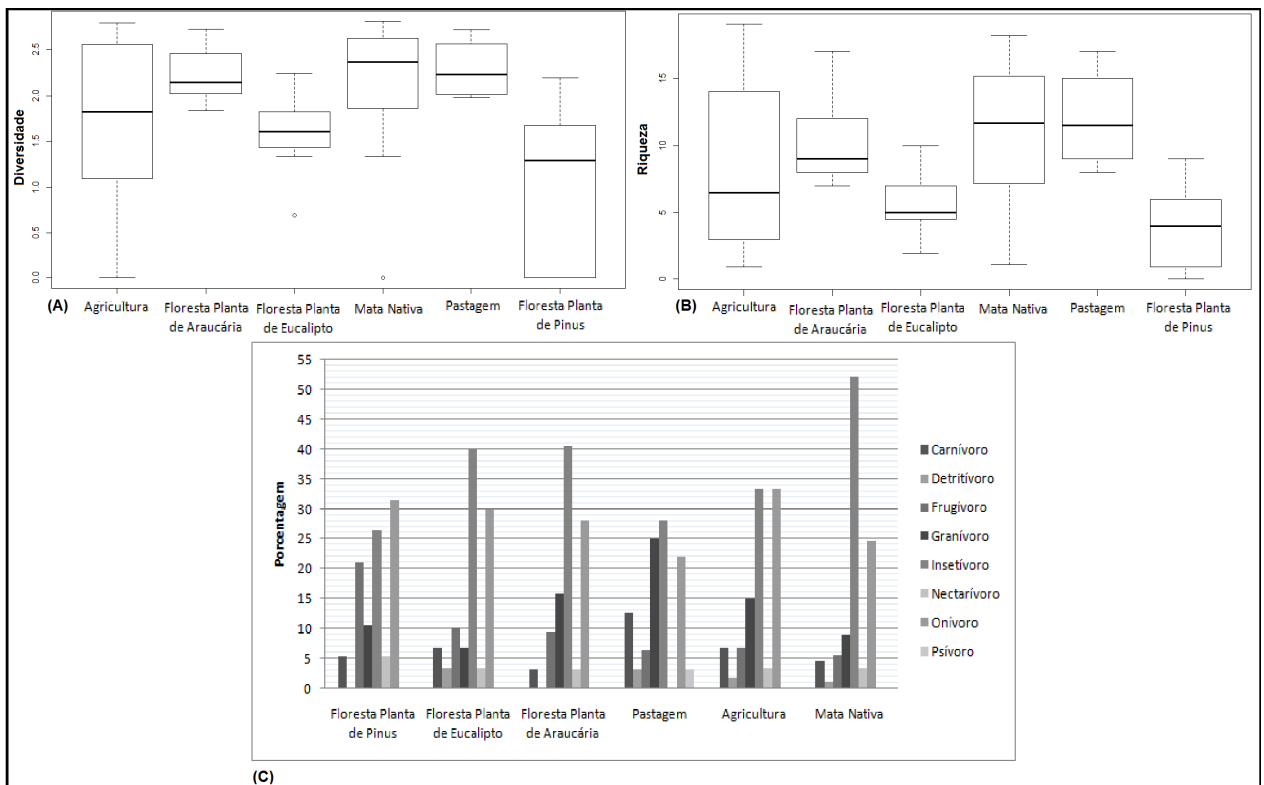 Diversidade
2.5
2.0
1.5
1.0
0.5
0.0
(A)
Agricultura
Floresta Planta
de Araucária
Floresta Planta
de Eucalipto
Mata Nativa
Pastagem
Floresta Planta
de Pinus
Riqueza
15
10
5
0
(B)
Agricultura
Floresta Planta
de Araucária
Floresta Planta
de Eucalipto
Mata Nativa
Pastagem
Floresta Planta
de Pinus
Porcentagem
55
50
45
40
35
30
25
20
15
10
5
0
Floresta Planta
de Pinus
Floresta Planta
de Eucalipto
Floresta Planta
de Araucária
Pastagem
Agricultura
Mata Nativa
Carnívoro
Detritívoro
Frugivoro
Granívoro
Insetívoro
Nectarívoro
Onívoro
Psívoro
(C)